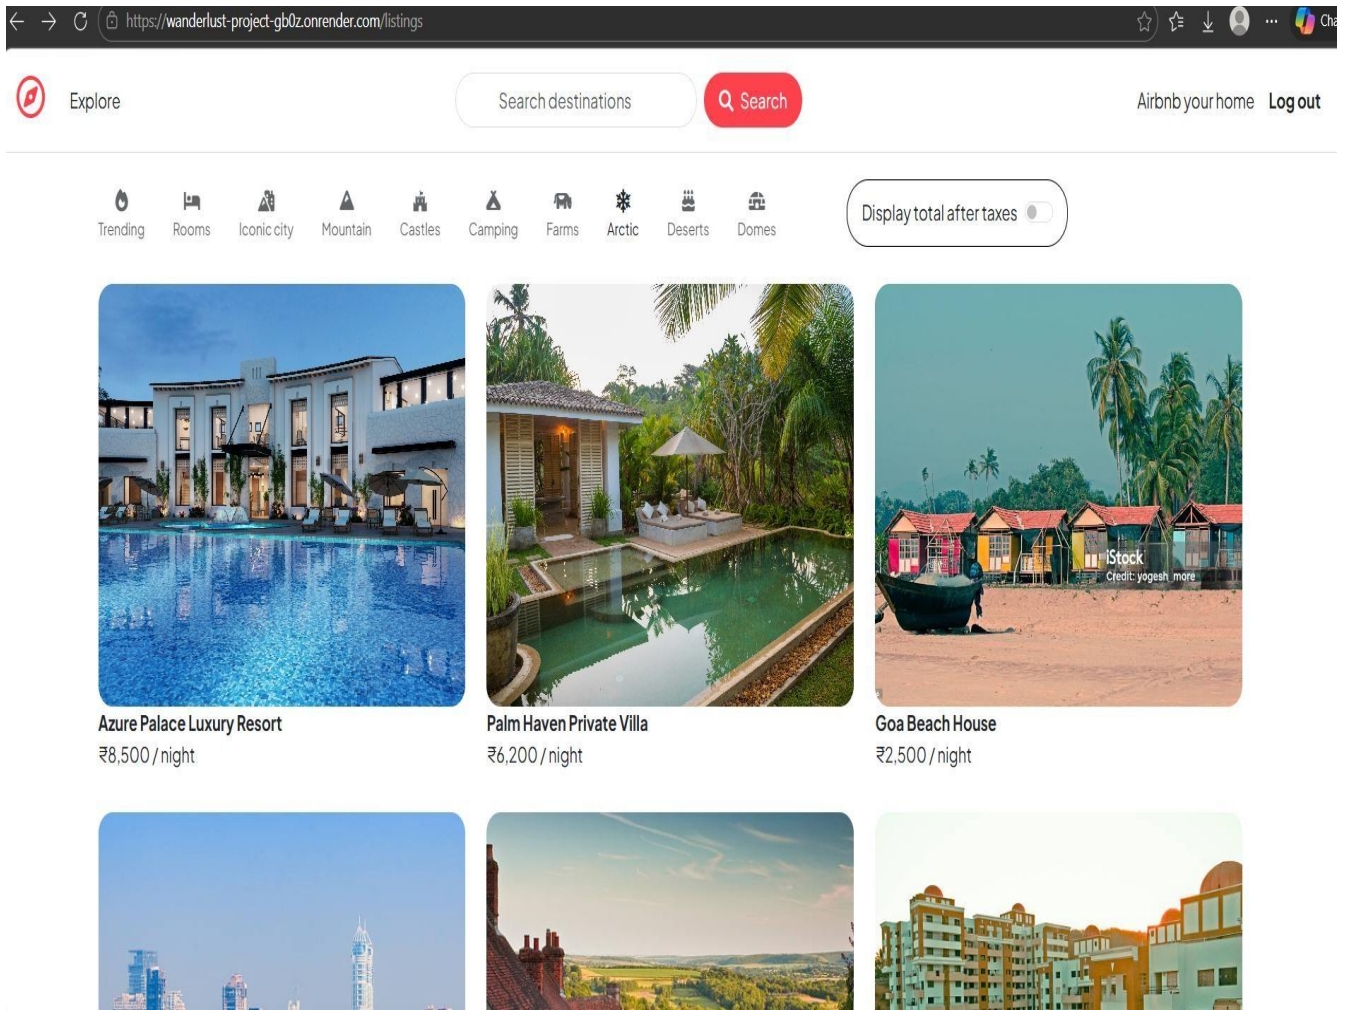 https://wanderlust-project-gb0z.onrender.com/listings
Explore
Search destinations
Search
Airbnb your home
Log out
Trending
Rooms
Iconic city
Mountain
Castles
Camping
Farms
Arctic
Deserts
Domes
Display total after taxes
iStock
Credit: yogesh_more
Azure Palace Luxury Resort
₹8,500 / night
Palm Haven Private Villa
₹6,200 / night
Goa Beach House
₹2,500 / night